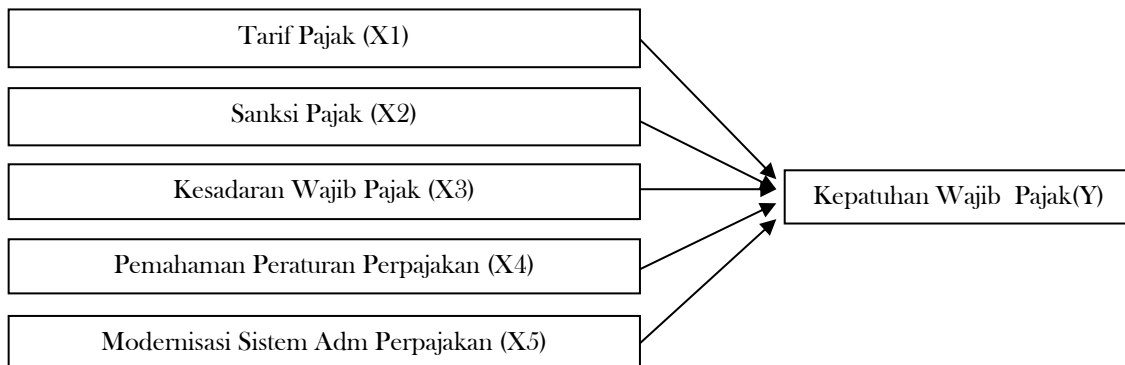 Tarif Pajak (X1)
Sanksi Pajak (X2)
Kesadaran Wajib Pajak (X3)
Kepatuhan Wajib  Pajak(Y)
Pemahaman Peraturan Perpajakan (X4)
Modernisasi Sistem Adm Perpajakan (X5)